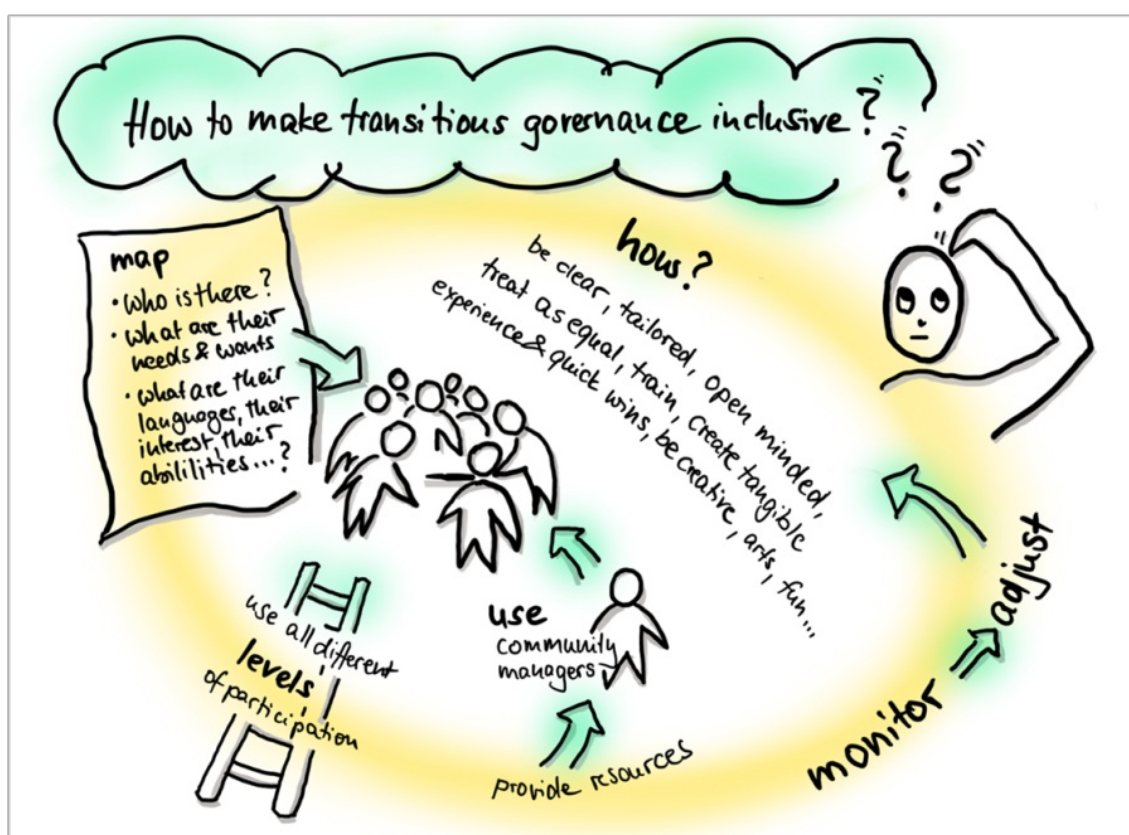 How to make transitious governance inclusive?
? ?
map
• who is there?
• what are their
needs & wants
• what are their
languages, their
interest, their
abililities...?
how?
be clear, tailored, open minded,
treat as equal, train, create tangible
experience & quick wins, be creative, arts, fun...
use all different
levels
of participation
use
community
managers
provide resources
monitor
adjust